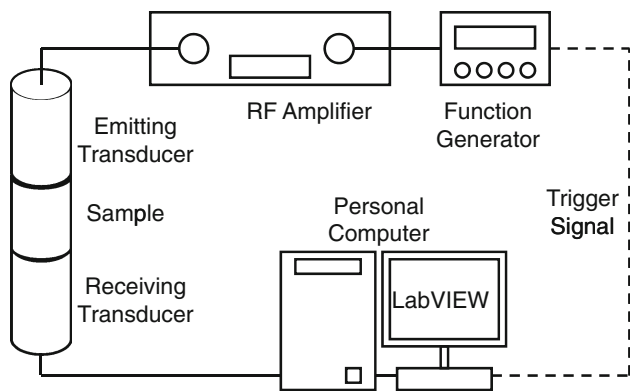 RF Amplifier
Function
Generator
Emitting
Transducer
Sample
Receiving
Transducer
Personal
Computer
LabVIEW
Trigger
Signal